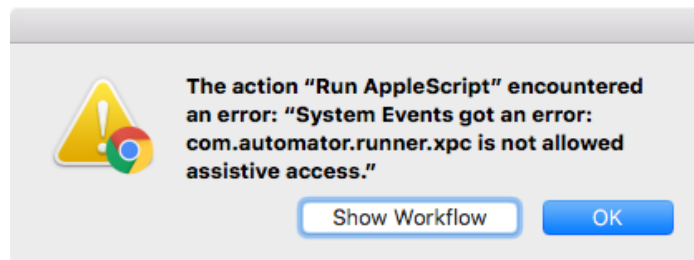 The action “Run AppleScript” encountered
an error: “System Events got an error:
com.automator.runner.xpc is not allowed
assistive access.”
Show Workflow OK